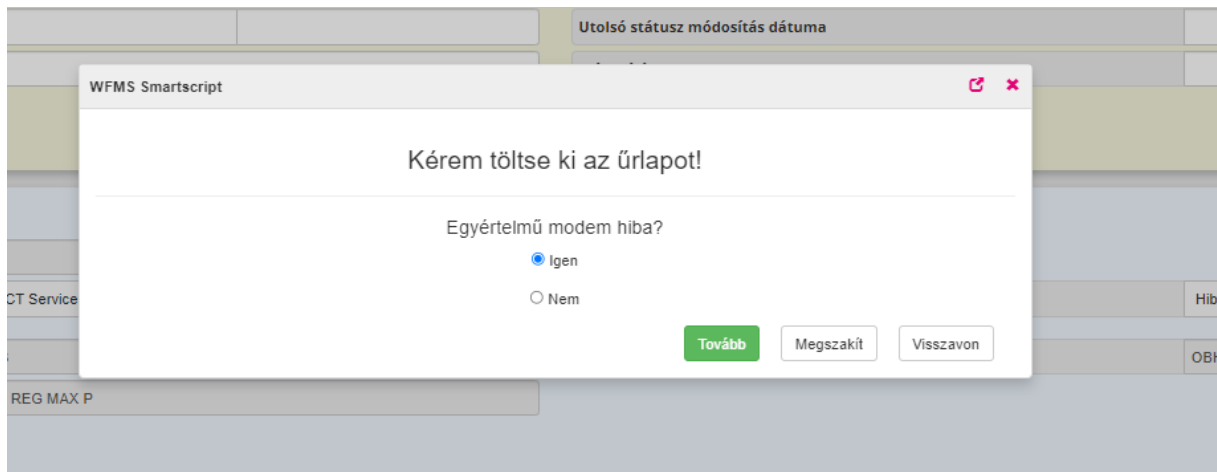 Utolsó státusz módosítás dátuma
WFMS Smartscript
Kérem töltse ki az űrlapot!
Egyértelmű modem hiba?
Igen
CT Service
Hib
Nem
Tovább
Megszakít
Visszavon
OBH
REG MAX P